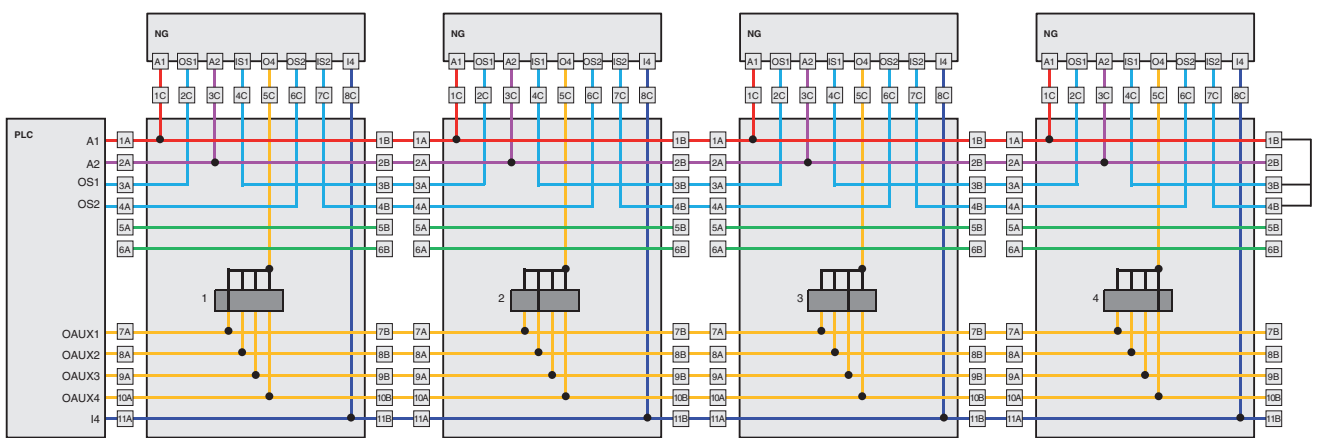 NG NG NG NG
A1 OS1 A2 IS1 O4 OS2 IS2 I4 A1 OS1 A2 IS1 O4 OS2 IS2 I4 A1 OS1 A2 IS1 O4 OS2 IS2 I4 A1 OS1 A2 IS1 O4 OS2 IS2 I4
1C 2C 3C 4C 5C 6C 7C 8C 1C 2C 3C 4C 5C 6C 7C 8C 1C 2C 3C 4C 5C 6C 7C 8C 1C 2C 3C 4C 5C 6C 7C 8C
PLC
A1 1A 1B 1A 1B 1A 1B 1A 1B
A2 2A 2B 2A 2B 2A 2B 2A 2B
OS1 3A 3B 3A 3B 3A 3B 3A 3B
OS2 4A 4B 4A 4B 4A 4B 4A 4B
5A 5B 5A 5B 5A 5B 5A 5B
6A 6B 6A 6B 6A 6B 6A 6B
1 2 3 4
OAUX1 7A 7B 7A 7B 7A 7B 7A 7B
OAUX2 8A 8B 8A 8B 8A 8B 8A 8B
OAUX3 9A 9B 9A 9B 9A 9B 9A 9B
OAUX4 10A 10B 10A 10B 10A 10B 10A 10B
I4 11A 11B 11A 11B 11A 11B 11A 11B